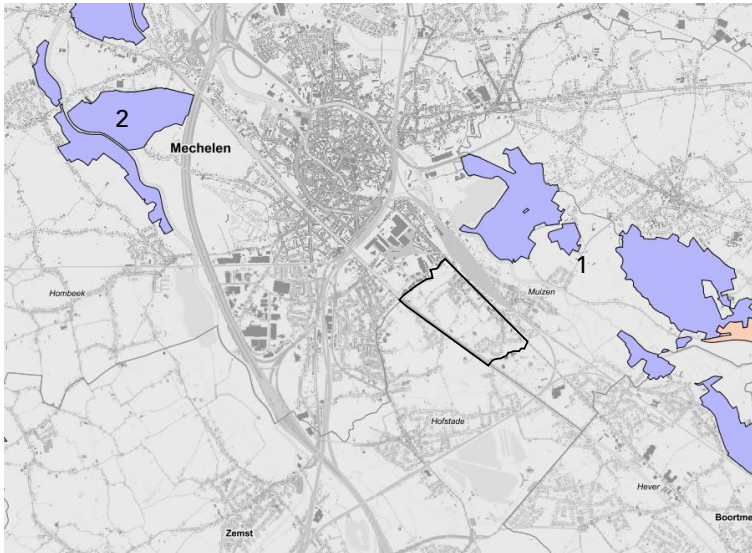 2
Mechelen
1
Hombeek
Muizen
Hofstade
Hever
Zemst
Boortme